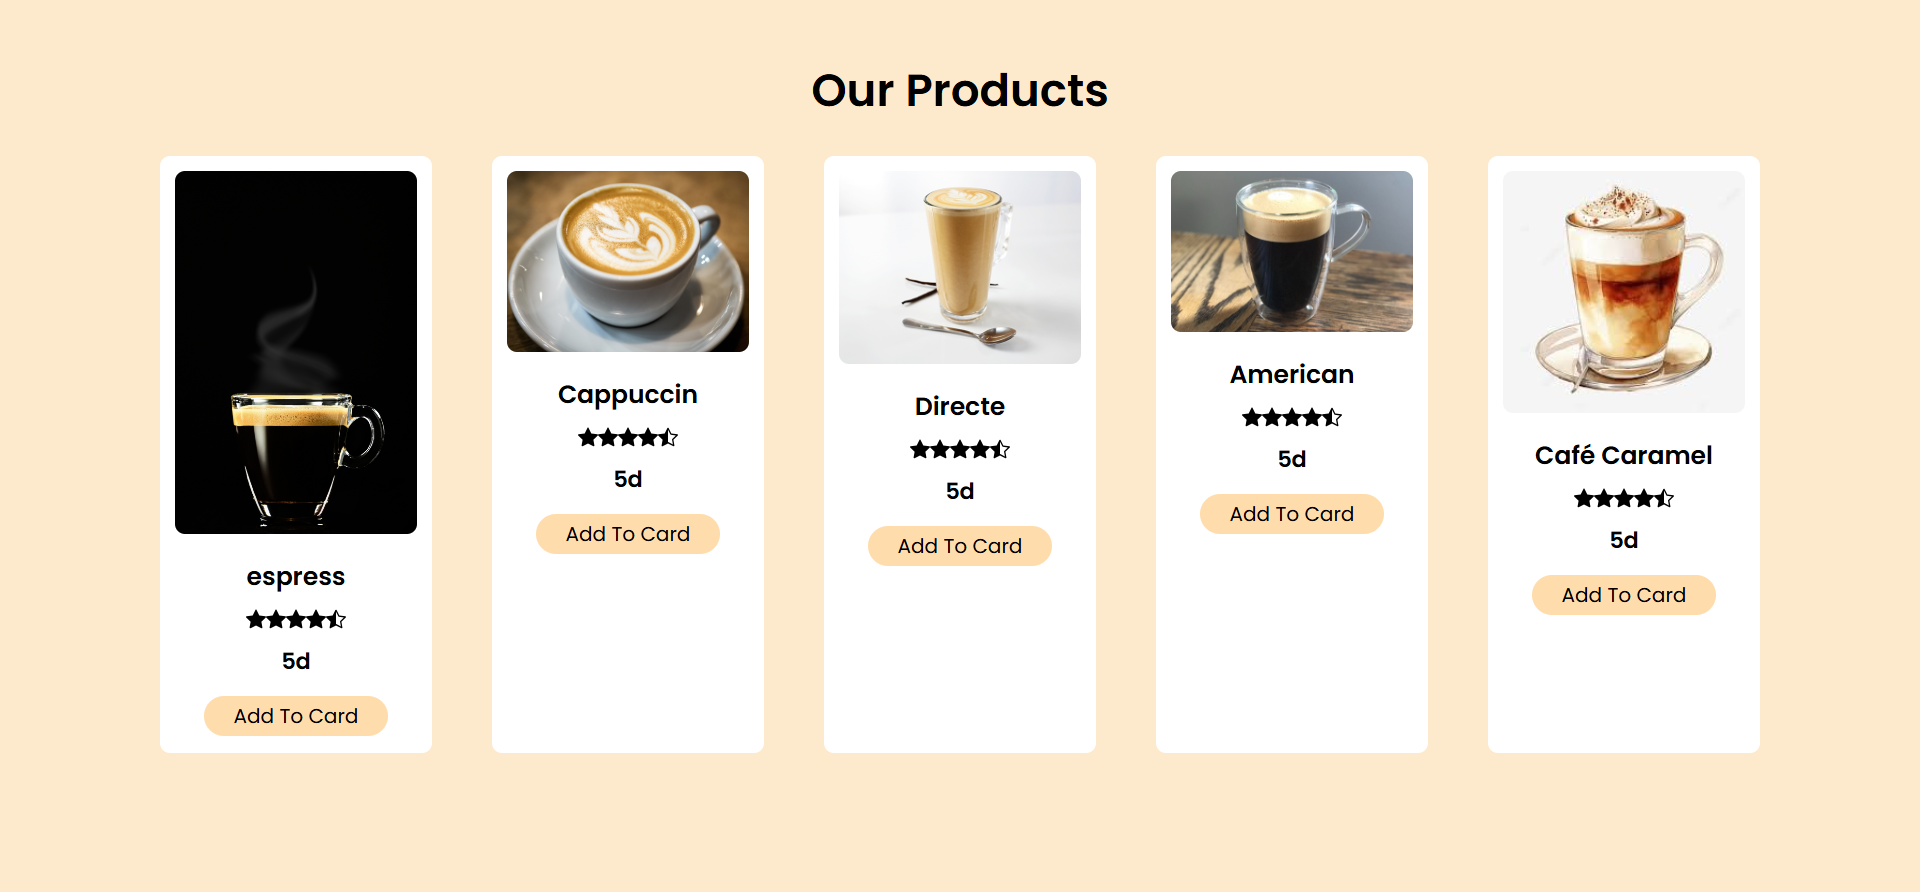 Our Products
espress
5d
Add To Card
Cappuccin
5d
Add To Card
Directe
5d
Add To Card
American
5d
Add To Card
Café Caramel
5d
Add To Card